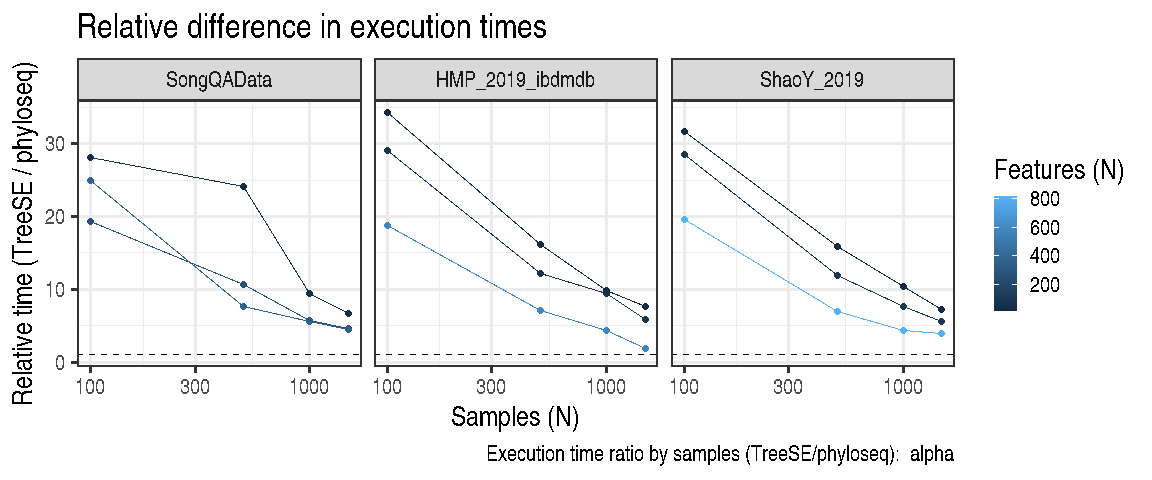 Relative difference in execution times
SongQAData
HMP_2019_ibdmdb
ShaoY_2019
Relative time (TreeSE / phyloseq)
30
20
10
0
100 300 1000
100 300 1000
100 300 1000
Samples (N)
Features (N)
800
600
400
200
Execution time ratio by samples (TreeSE/phyloseq): alpha